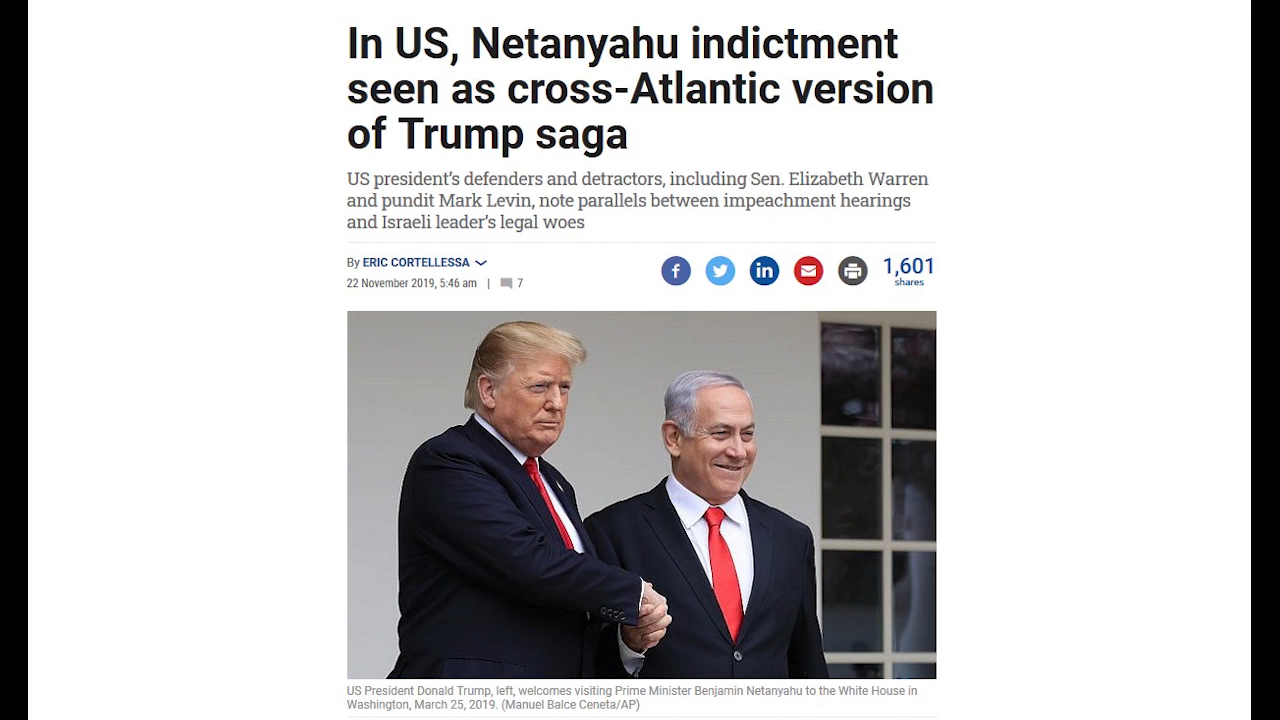 In US, Netanyahu indictment
seen as cross-Atlantic version
of Trump saga
US president’s defenders and detractors, including Sen. Elizabeth Warren
and pundit Mark Levin, note parallels between impeachment hearings
and Israeli leader’s legal woes
By ERIC CORTELLESSA
22 November 2019, 5:46 am | 7
f in 1,601
shares
US President Donald Trump, left, welcomes visiting Prime Minister Benjamin Netanyahu to the White House in
Washington, March 25, 2019. (Manuel Balce Ceneta/AP)